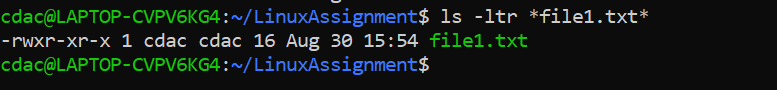 cdac@LAPTOP-CVPV6KG4:~/LinuxAssignment$ ls -ltr *file1.txt*
-rwxr-xr-x 1 cdac cdac 16 Aug 30 15:54 file1.txt
cdac@LAPTOP-CVPV6KG4:~/LinuxAssignment$